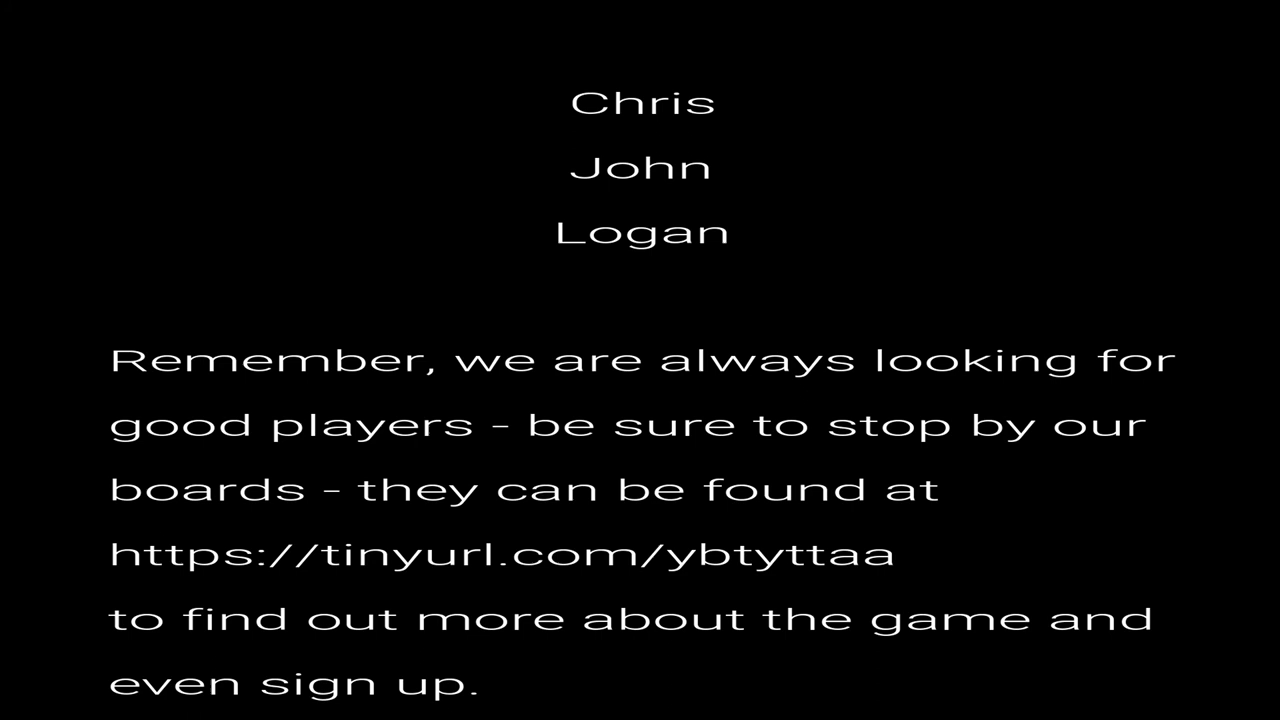 Chris
John
Logan
Remember, we are always looking for
good players - be sure to stop by our
boards - they can be found at
https://tinyurl.com/ybtyttaa
to find out more about the game and
even sign up.